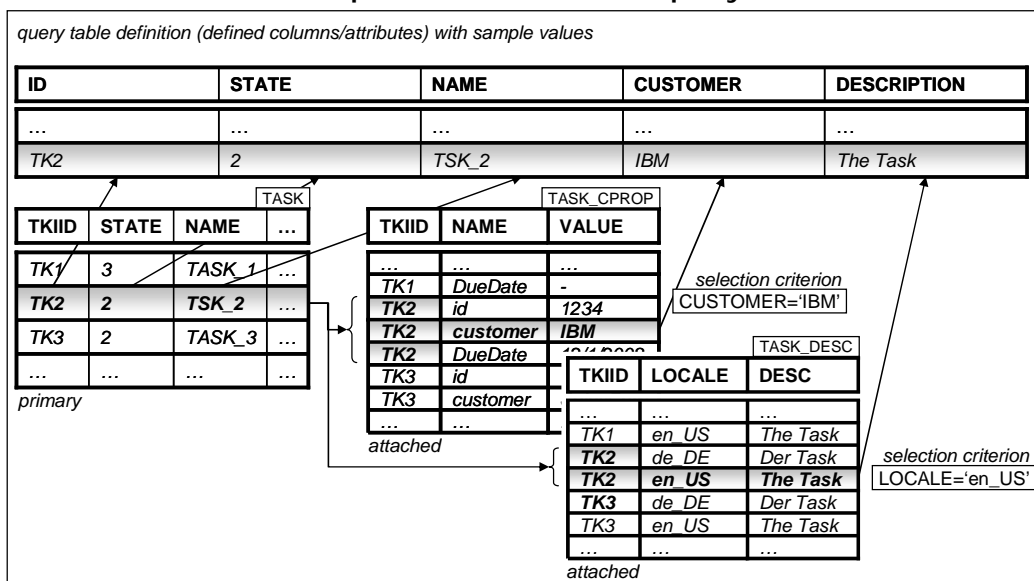 query table definition (defined columns/attributes) with sample values
ID STATE NAME CUSTOMER DESCRIPTION
... ... ... ... ...
TK2 2 TSK_2 IBM The Task
TASK
TKIID STATE NAME ...
TK1 3 TASK_1 ...
TK2 2 TSK_2 ...
TK3 2 TASK_3 ...
... ... ... ...
primary
TASK_CPROP
TKIID NAME VALUE
... ... ...
TK1 DueDate -
TK2 id 1234
TK2 customer IBM
TK2 DueDate
TK3 id
TK3 customer
... ...
attached
selection criterion
CUSTOMER='IBM'
TASK_DESC
TKIID LOCALE DESC
... ... ...
TK1 en_US The Task
TK2 de_DE Der Task
TK2 en_US The Task
TK3 de_DE Der Task
TK3 en_US The Task
... ... ...
attached
selection criterion
LOCALE='en_US'